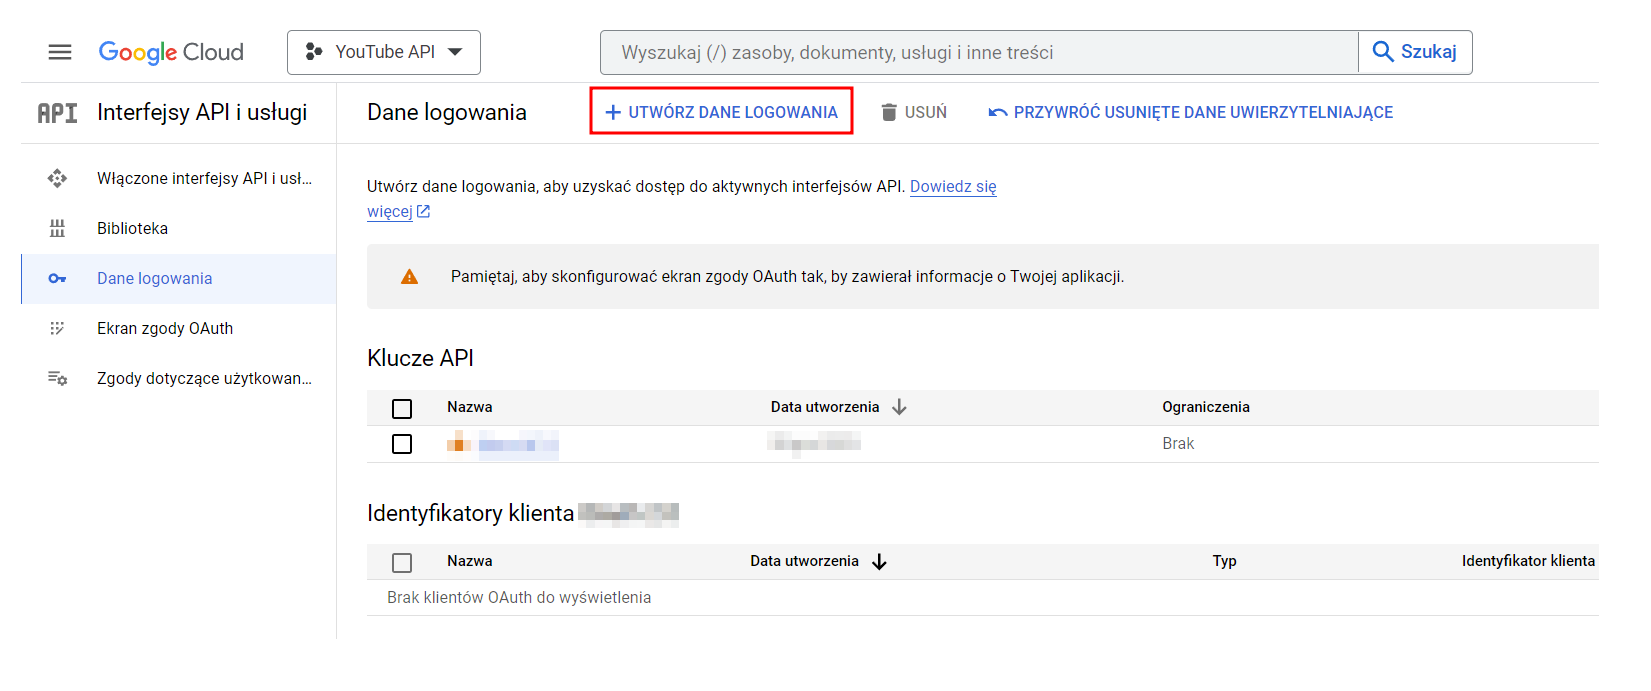 Google Cloud
YouTube API
Wyszukaj (/) zasoby, dokumenty, usługi i inne treści
Szukaj
API
Interfejsy API i usługi
Dane logowania
UTWÓRZ DANE LOGOWANIA
USUŃ
PRZYWRÓĆ USUNIĘTE DANE UWIERZYTELNIAJĄCE
Włączone interfejsy API i usł...
Biblioteka
Dane logowania
Ekran zgody OAuth
Zgody dotyczące użytkowan...
Utwórz dane logowania, aby uzyskać dostęp do aktywnych interfejsów API. Dowiedz się
więcej
Pamiętaj, aby skonfigurować ekran zgody OAuth tak, by zawierał informacje o Twojej aplikacji.
Klucze API
Nazwa Data utworzenia Ograniczenia
Brak
Identyfikatory klienta
Nazwa Data utworzenia Typ Identyfikator klienta
Brak klientów OAuth do wyświetlenia